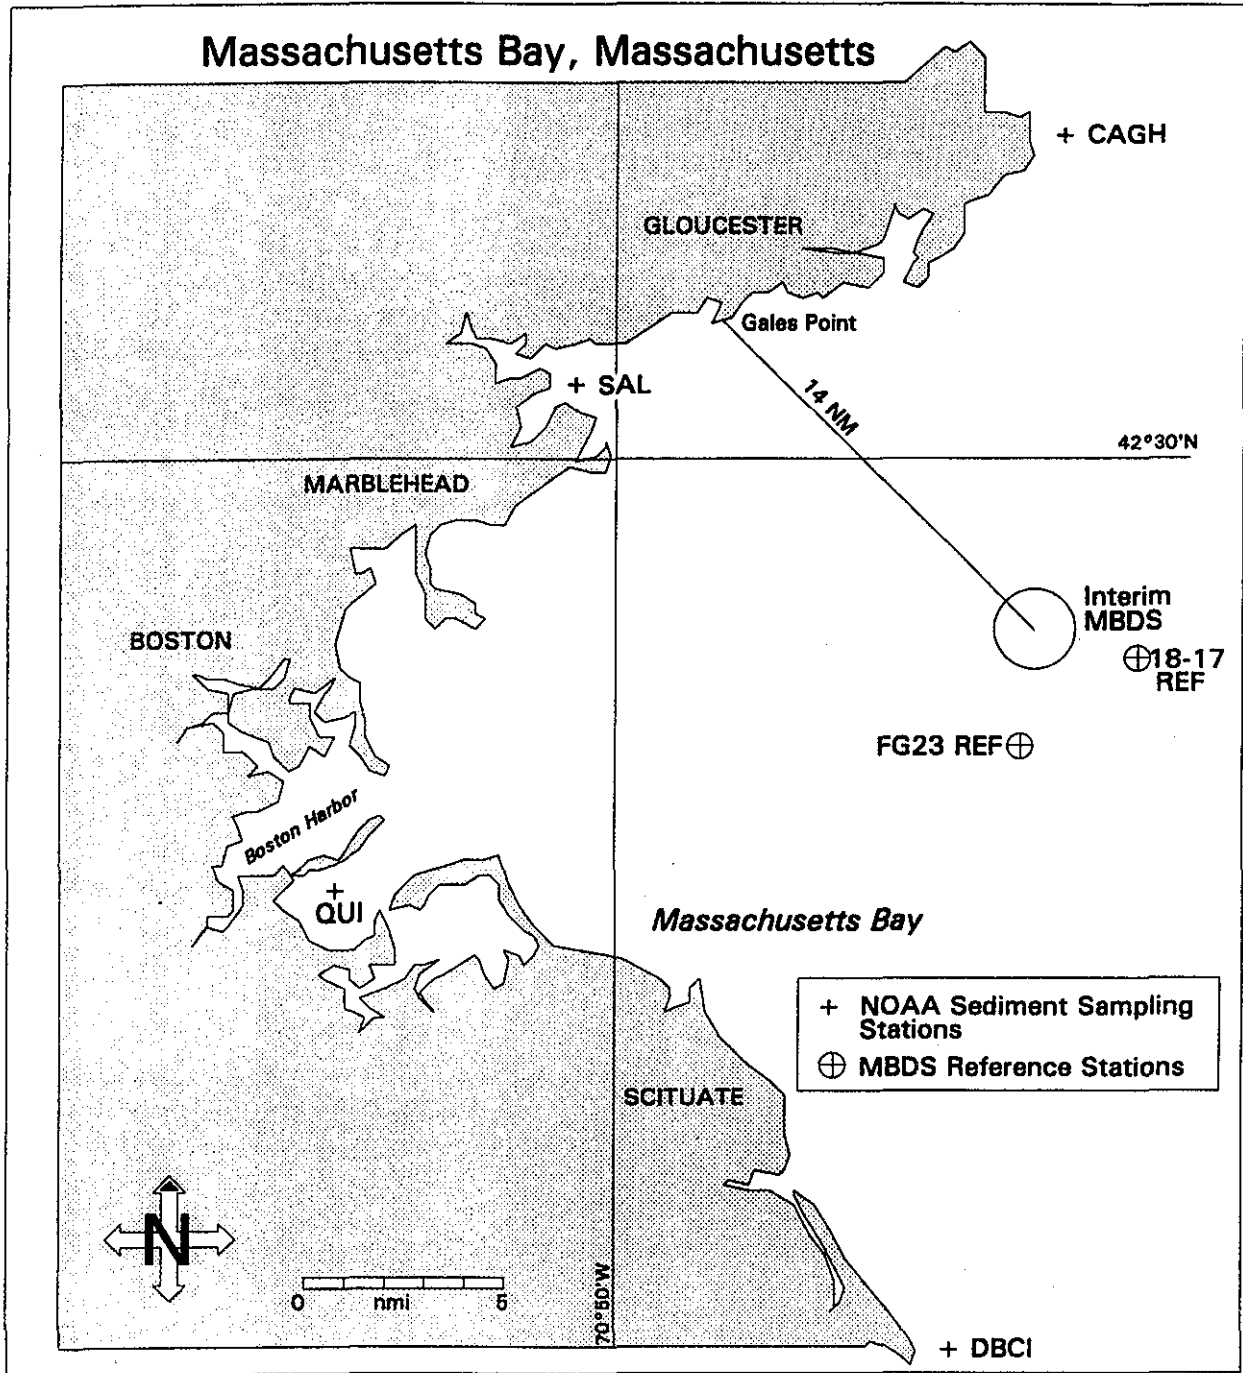 Massachusetts Bay, Massachusetts
+ CAGH
GLOUCESTER
Gales Point
+ SAL
14 NM
42°30'N
MARBLEHEAD
Interim
MBDS
BOSTON
18-17
REF
FG23 REF
Boston Harbor
+
QUI
Massachusetts Bay
+ NOAA Sediment Sampling
Stations
⊕ MBDS Reference Stations
SCITUATE
N
0 nmi 5
70°50'W
+ DBCI